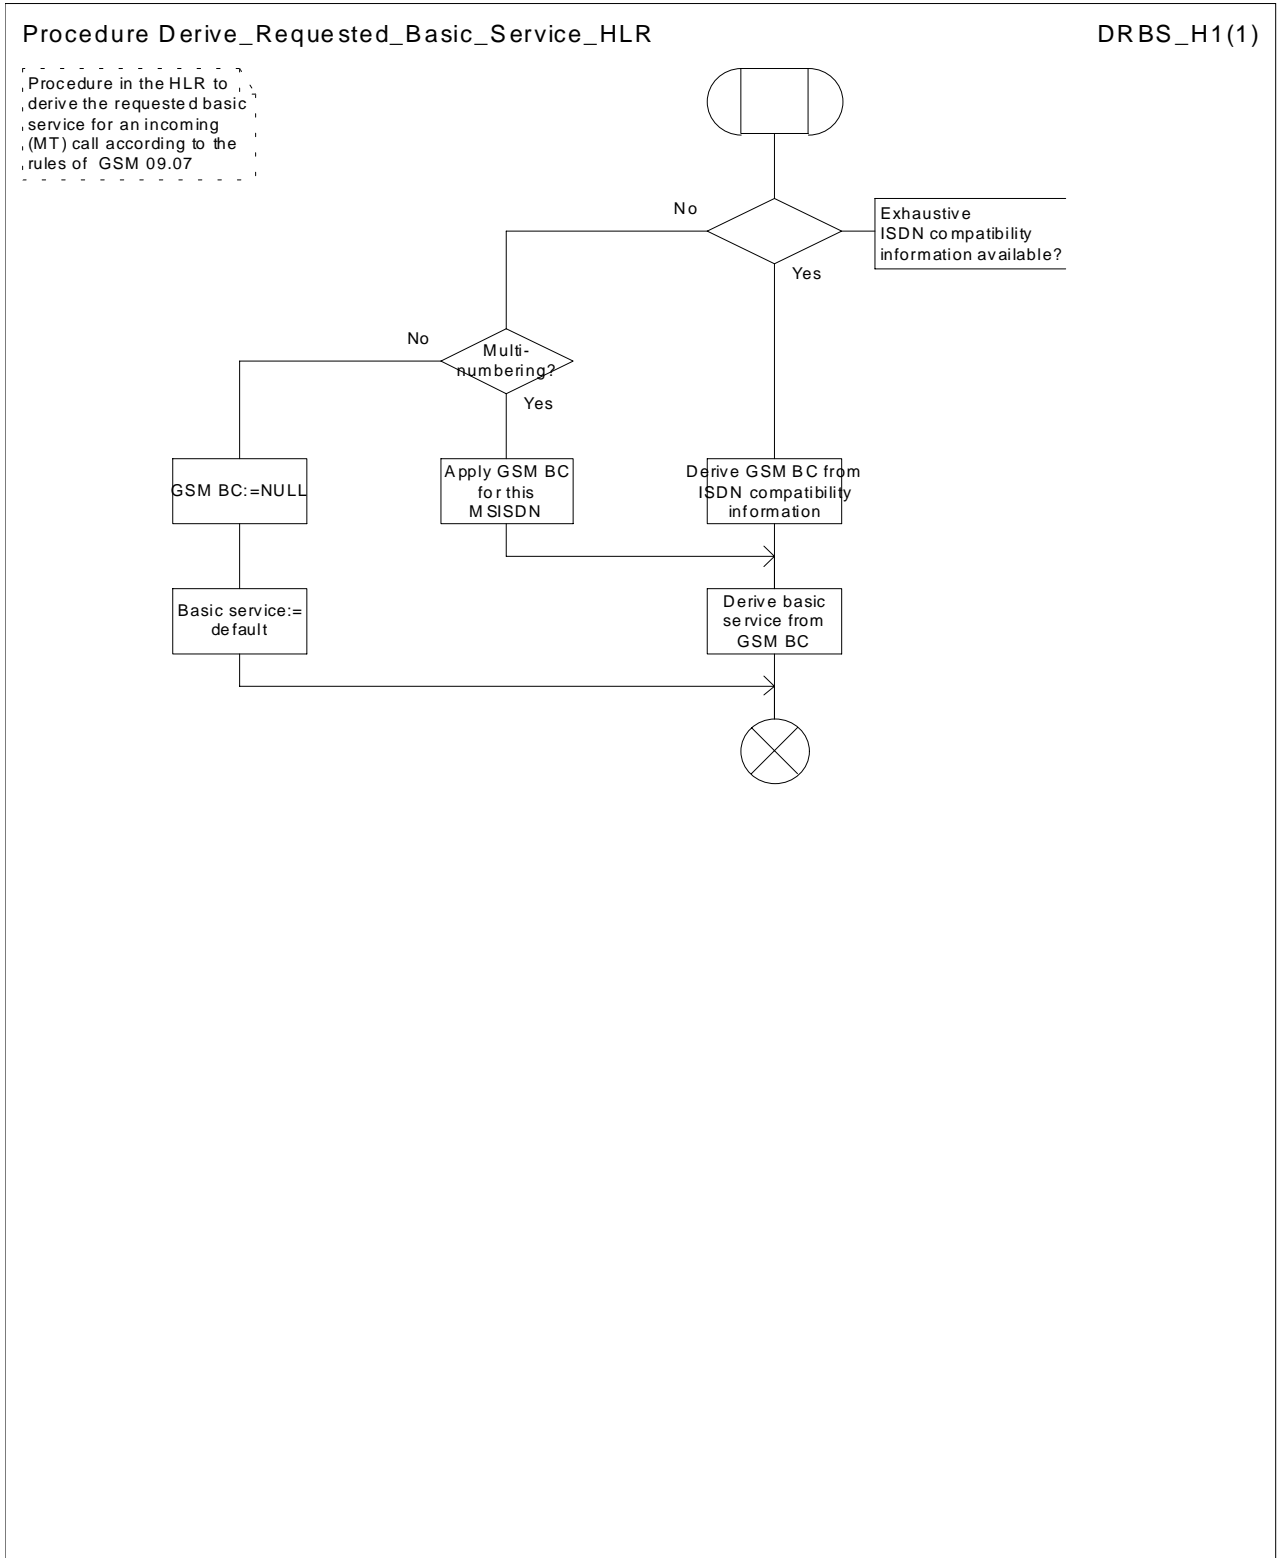 Procedure Derive_Requested_Basic_Service_HLR
DRBS_H1(1)
Procedure in the HLR to
derive the requested basic
service for an incoming
(MT) call according to the
rules of GSM 09.07
No
Exhaustive
ISDN compatibility
information available?
Yes
No
Multi-
numbering?
Yes
GSM BC:=NULL
Apply GSM BC
for this
MSISDN
Derive GSM BC from
ISDN compatibility
information
Basic service:=
default
Derive basic
service from
GSM BC